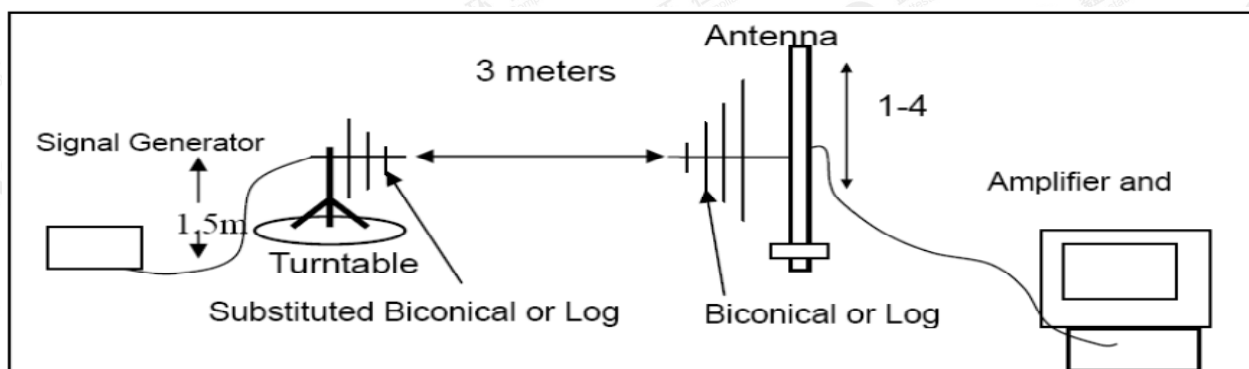 Antenna
3 meters
1-4
Signal Generator
Amplifier and
1.5m
Turntable
Substituted Biconical or Log
Biconical or Log